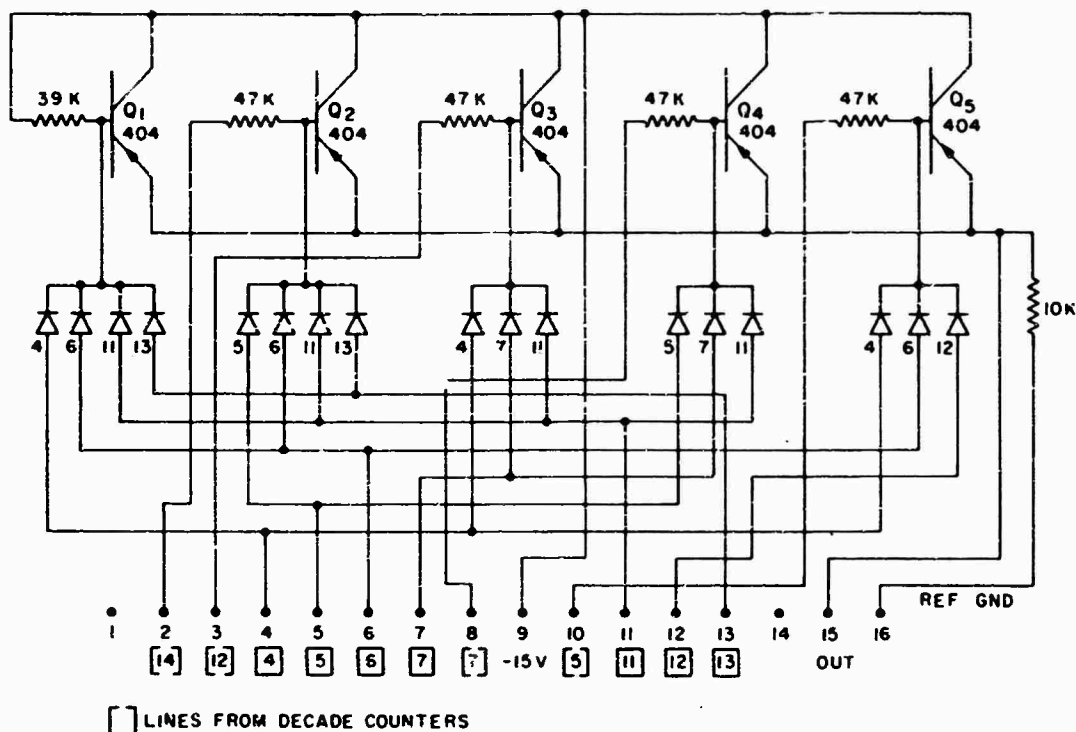 39 K
Q1
404
47 K
Q2
404
47 K
Q3
404
47 K
Q4
404
47 K
Q5
404
10K
4 6 11 13
5 6 11 13
4 7 11
5 7 11
4 6 12
REF GND
1 2 3 4 5 6 7 8 9 10 11 12 13 14 15 16
[14] [12] 4 5 6 7 -15 V [5] 11 12 13 OUT
[ ] LINES FROM DECADE COUNTERS